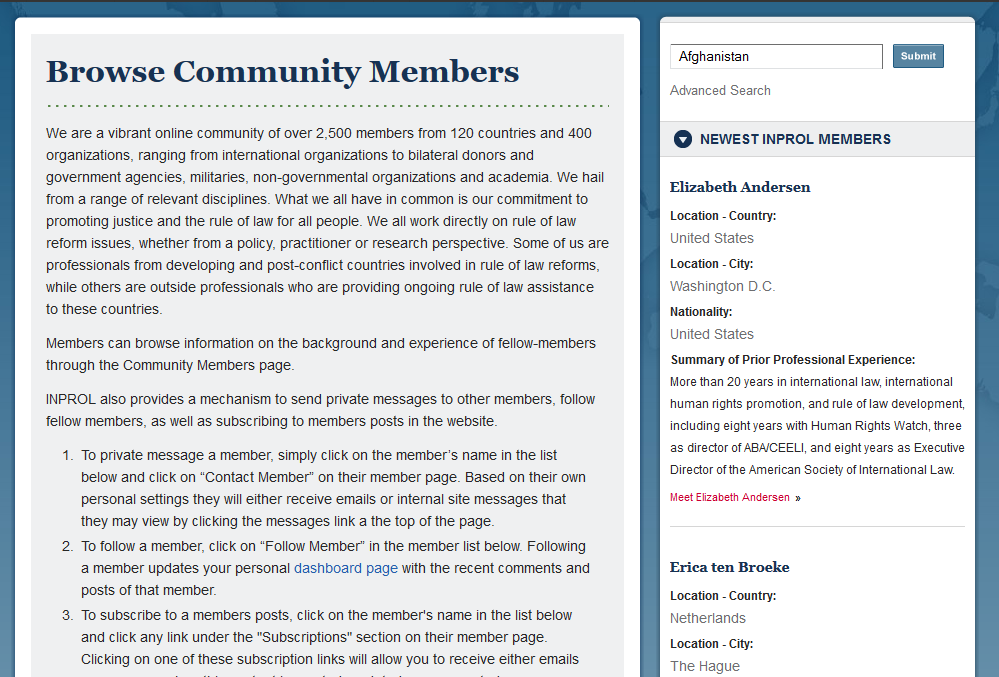 Browse Community Members
We are a vibrant online community of over 2,500 members from 120 countries and 400
organizations, ranging from international organizations to bilateral donors and
government agencies, militaries, non-governmental organizations and academia. We hail
from a range of relevant disciplines. What we all have in common is our commitment to
promoting justice and the rule of law for all people. We all work directly on rule of law
reform issues, whether from a policy, practitioner or research perspective. Some of us are
professionals from developing and post-conflict countries involved in rule of law reforms,
while others are outside professionals who are providing ongoing rule of law assistance
to these countries.
Members can browse information on the background and experience of fellow-members
through the Community Members page.
INPROL also provides a mechanism to send private messages to other members, follow
fellow members, as well as subscribing to members posts in the website.
1. To private message a member, simply click on the member’s name in the list
below and click on “Contact Member” on their member page. Based on their own
personal settings they will either receive emails or internal site messages that
they may view by clicking the messages link a the top of the page.
2. To follow a member, click on “Follow Member” in the member list below. Following
a member updates your personal dashboard page with the recent comments and
posts of that member.
3. To subscribe to a members posts, click on the member's name in the list below
and click any link under the "Subscriptions" section on their member page.
Clicking on one of these subscription links will allow you to receive either emails
Afghanistan
Submit
Advanced Search
NEWEST INPROL MEMBERS
Elizabeth Andersen
Location - Country:
United States
Location - City:
Washington D.C.
Nationality:
United States
Summary of Prior Professional Experience:
More than 20 years in international law, international
human rights promotion, and rule of law development,
including eight years with Human Rights Watch, three
as director of ABA/CEELI, and eight years as Executive
Director of the American Society of International Law.
Meet Elizabeth Andersen »
Erica ten Broeke
Location - Country:
Netherlands
Location - City:
The Hague